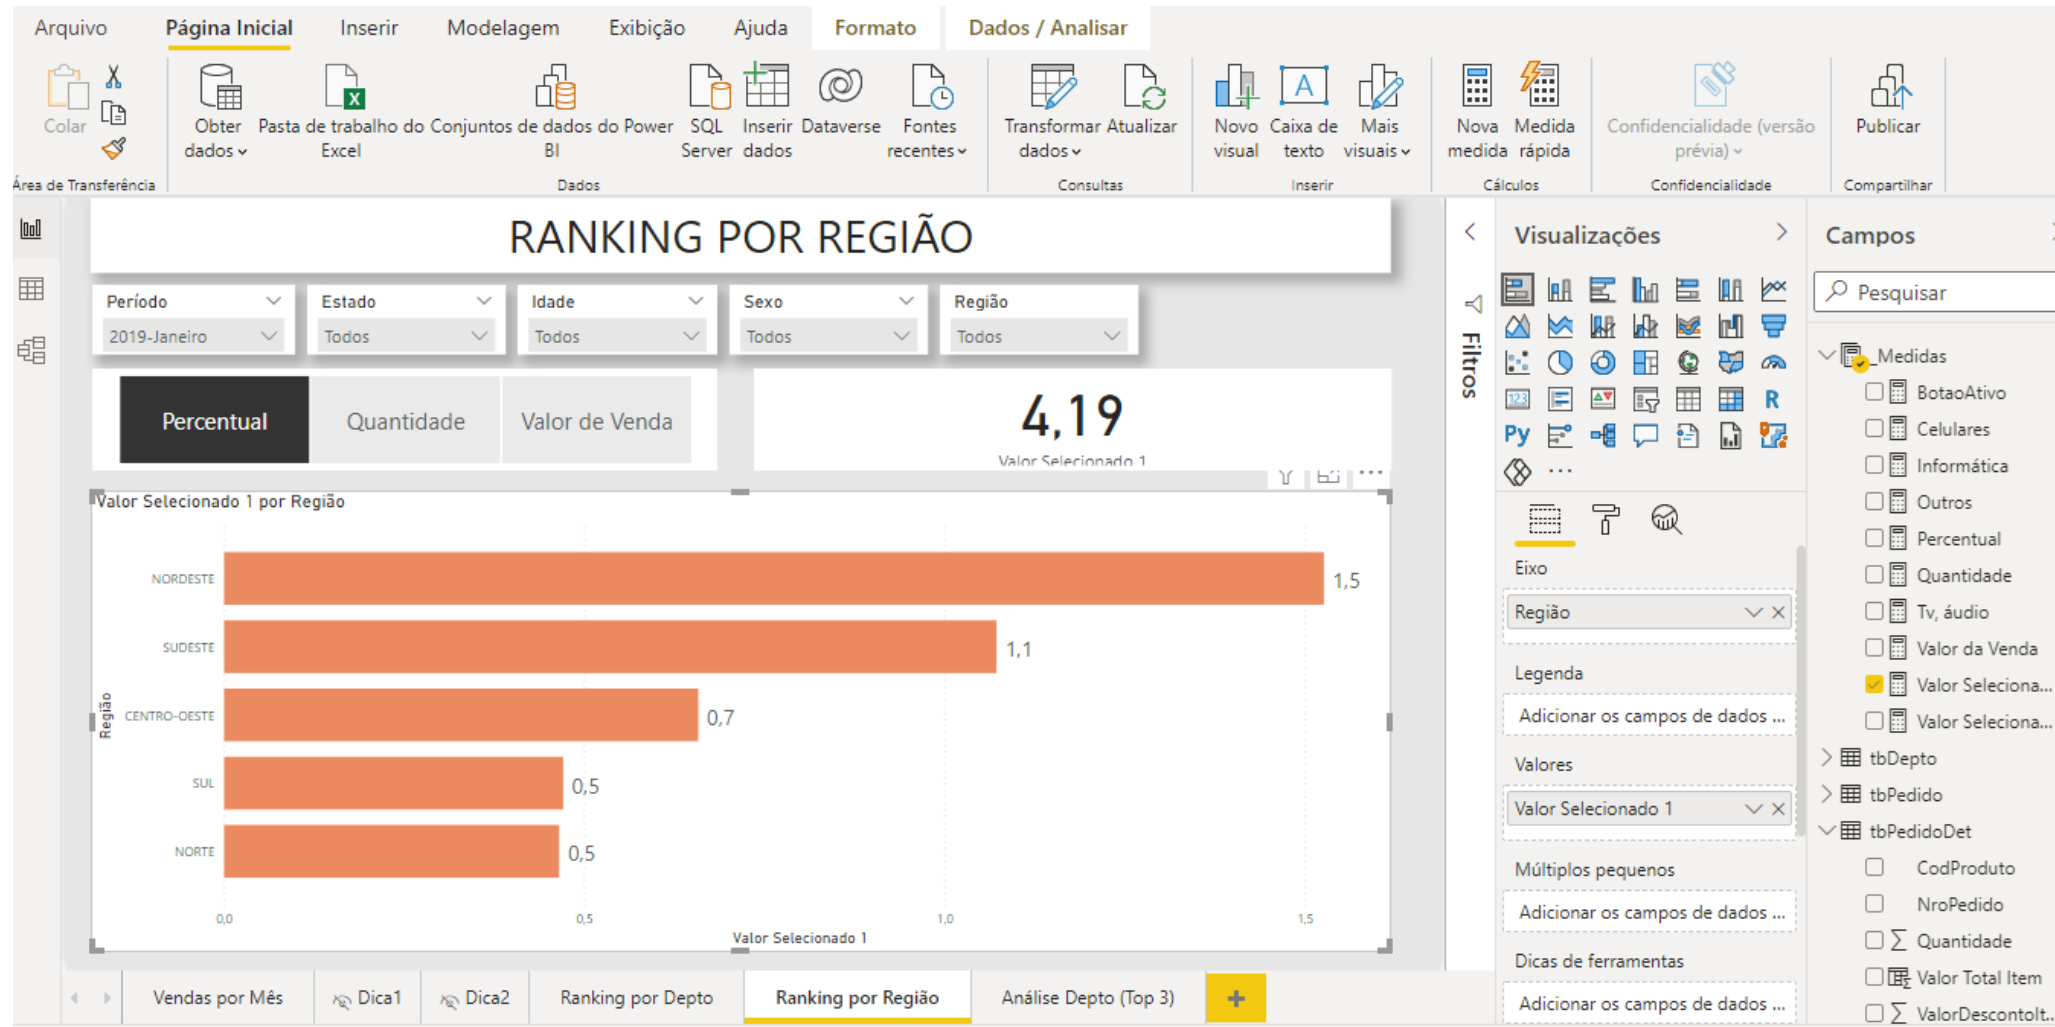 Arquivo Página Inicial Inserir Modelagem Exibição Ajuda Formato Dados / Analisar
Colar
Obter dados
Pasta de trabalho do Excel
Conjuntos de dados do Power BI
SQL Server
Inserir dados
Dataverse
Fontes recentes
Transformar dados
Atualizar
Novo visual
Caixa de texto
Mais visuais
Nova medida
Medida rápida
Confidencialidade (versão prévia)
Publicar
Área de Transferência Dados Consultas Inserir Cálculos Confidencialidade Compartilhar
RANKING POR REGIÃO
Período
2019-Janeiro
Estado
Todos
Idade
Todos
Sexo
Todos
Região
Todos
Percentual Quantidade Valor de Venda
4,19
Valor Selecionado 1
Valor Selecionado 1 por Região
Região
NORDESTE 1,5
SUDESTE 1,1
CENTRO-OESTE 0,7
SUL 0,5
NORTE 0,5
0,0 0,5 1,0 1,5
Valor Selecionado 1
Vendas por Mês Dica1 Dica2 Ranking por Depto Ranking por Região Análise Depto (Top 3) +
Filtros
Visualizações
123
R
Py
Eixo
Região
Legenda
Adicionar os campos de dados ...
Valores
Valor Selecionado 1
Múltiplos pequenos
Adicionar os campos de dados ...
Dicas de ferramentas
Adicionar os campos de dados ...
Campos
Pesquisar
_Medidas
BotaoAtivo
Celulares
Informática
Outros
Percentual
Quantidade
Tv, áudio
Valor da Venda
Valor Seleciona...
Valor Seleciona...
tbDepto
tbPedido
tbPedidoDet
CodProduto
NroPedido
Quantidade
Valor Total Item
ValorDescontoIt...